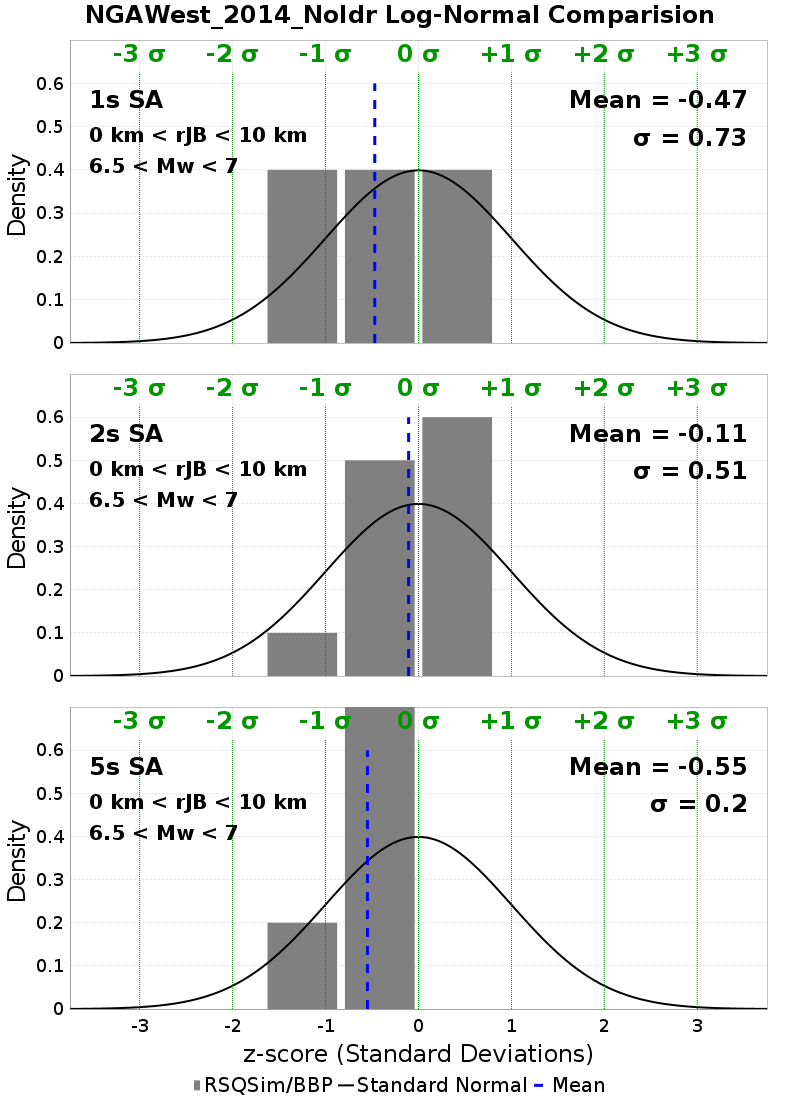 NGAWest_2014_NoIdr Log-Normal Comparision
-3 σ -2 σ -1 σ 0 σ +1 σ +2 σ +3 σ
1s SA
0 km < rJB < 10 km
6.5 < Mw < 7
Mean = -0.47
σ = 0.73
Density
0.6
0.5
0.4
0.3
0.2
0.1
0
-3 σ -2 σ -1 σ 0 σ +1 σ +2 σ +3 σ
2s SA
0 km < rJB < 10 km
6.5 < Mw < 7
Mean = -0.11
σ = 0.51
Density
0.6
0.5
0.4
0.3
0.2
0.1
0
-3 σ -2 σ -1 σ 0 σ +1 σ +2 σ +3 σ
5s SA
0 km < rJB < 10 km
6.5 < Mw < 7
Mean = -0.55
σ = 0.2
Density
0.6
0.5
0.4
0.3
0.2
0.1
0
-3 -2 -1 0 1 2 3
z-score (Standard Deviations)
RSQSim/BBP Standard Normal Mean